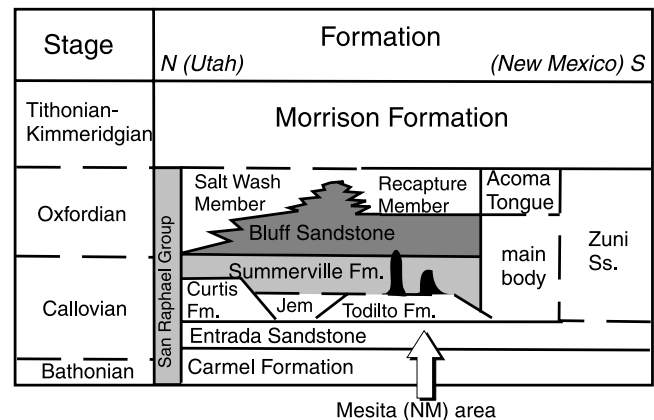 Stage
Formation
N (Utah)
(New Mexico) S
Tithonian-
Kimmeridgian
Morrison Formation
Oxfordian
San Raphael Group
Salt Wash
Member
Recapture
Member
Acoma
Tongue
Bluff Sandstone
main
body
Zuni
Ss.
Callovian
Summerville Fm.
Curtis
Fm.
Jem
Todilto Fm.
Entrada Sandstone
Bathonian
Carmel Formation
Mesita (NM) area